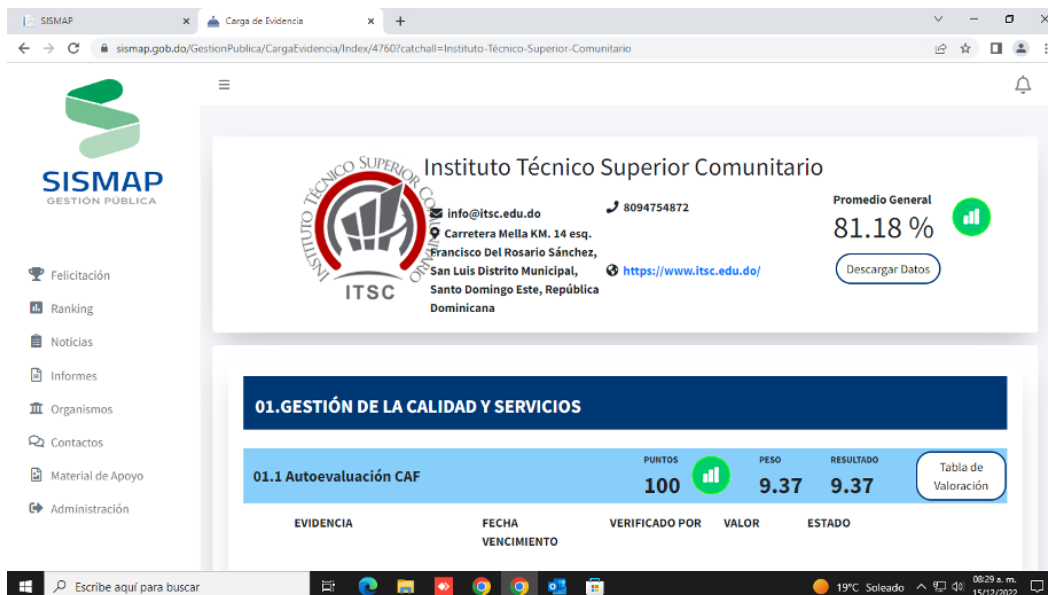 SISMAP
Carga de Evidencia
sismap.gob.do/GestionPublica/CargaEvidencia/Index/4760?catchall=Instituto-Técnico-Superior-Comunitario
SISMAP
GESTIÓN PÚBLICA
Felicitación
Ranking
Noticias
Informes
Organismos
Contactos
Material de Apoyo
Administración
INSTITUTO TÉCNICO SUPERIOR COMUNITARIO
ITSC
Instituto Técnico Superior Comunitario
info@itsc.edu.do
Carretera Mella KM. 14 esq.
Francisco Del Rosario Sánchez,
San Luis Distrito Municipal,
Santo Domingo Este, República
Dominicana
8094754872
https://www.itsc.edu.do/
Promedio General
81.18 %
Descargar Datos
01.GESTIÓN DE LA CALIDAD Y SERVICIOS
01.1 Autoevaluación CAF
PUNTOS
100
PESO
9.37
RESULTADO
9.37
Tabla de
Valoración
EVIDENCIA
FECHA
VENCIMIENTO
VERIFICADO POR
VALOR
ESTADO
Escribe aquí para buscar
19°C Soleado
08:29 a. m.
15/12/2022